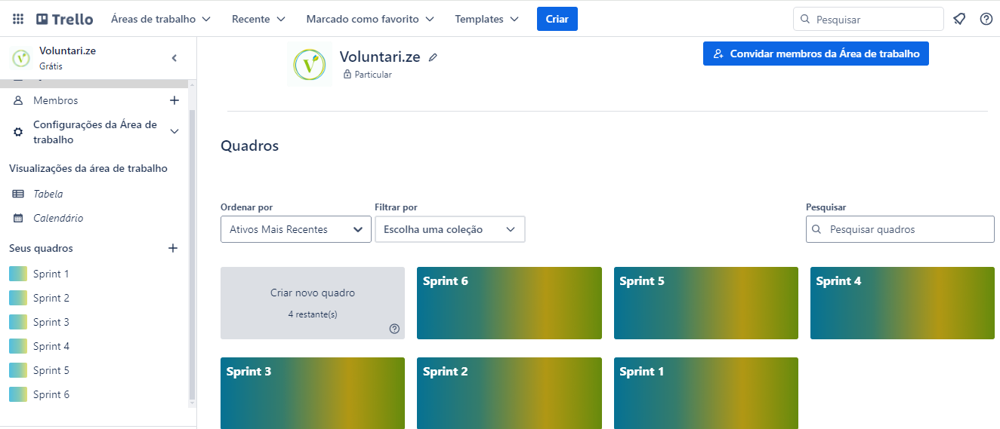 Trello
Áreas de trabalho
Recente
Marcado como favorito
Templates
Criar
Pesquisar
Voluntari.ze
Grátis
Membros
Configurações da Área de
trabalho
Visualizações da área de trabalho
Tabela
Calendário
Seus quadros
Sprint 1
Sprint 2
Sprint 3
Sprint 4
Sprint 5
Sprint 6
Voluntari.ze
Particular
Convidar membros da Área de trabalho
Quadros
Ordenar por
Ativos Mais Recentes
Filtrar por
Escolha uma coleção
Pesquisar
Pesquisar quadros
Criar novo quadro
4 restante(s)
Sprint 6
Sprint 5
Sprint 4
Sprint 3
Sprint 2
Sprint 1